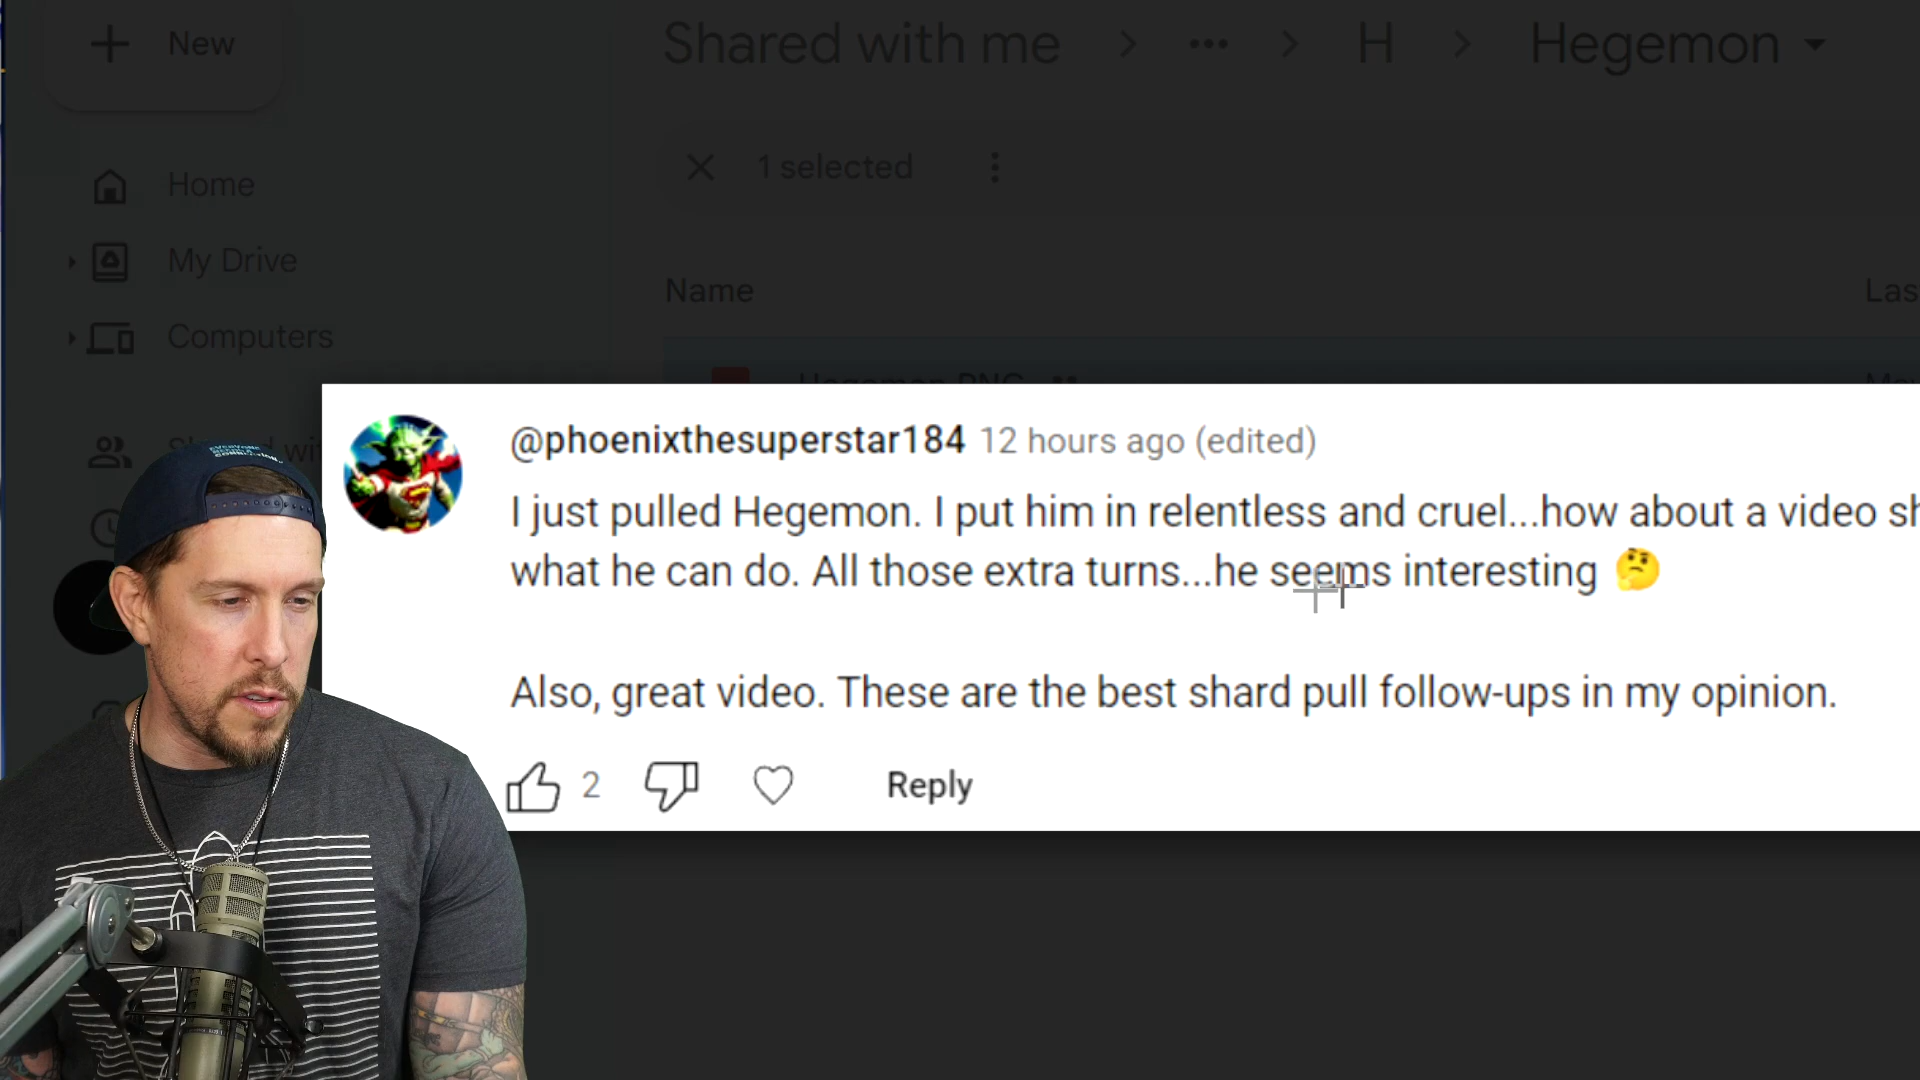 New
Shared with me > ... > H > Hegemon
1 selected
Home
My Drive
Computers
Name
Las
Hegemon.PNG
@phoenixthesuperstar184 12 hours ago (edited)
I just pulled Hegemon. I put him in relentless and cruel...how about a video sh
what he can do. All those extra turns...he seems interesting 🤔
Also, great video. These are the best shard pull follow-ups in my opinion.
2
Reply